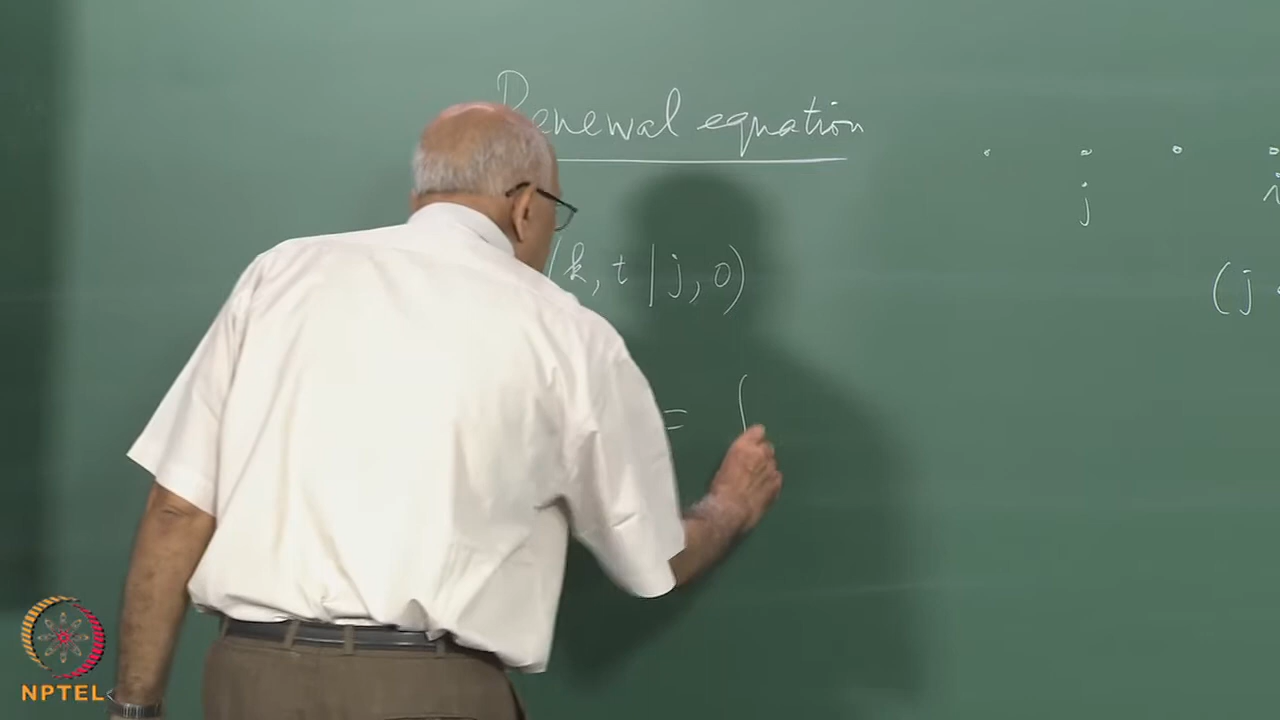 Renewal equation
. . . .
j i
(k, t | j, 0)
(j
= ∫
NPTEL